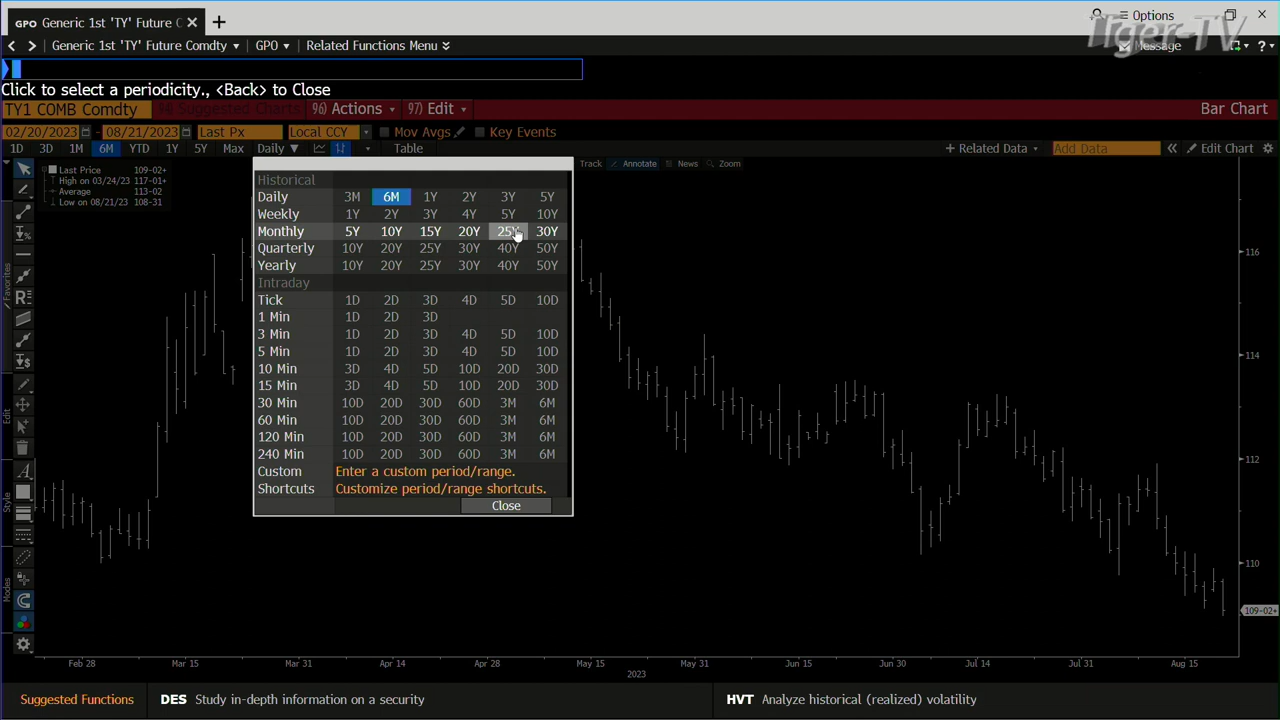 GPO Generic 1st 'TY' Future C × +
Options
Tiger-TV
Generic 1st 'TY' Future Comdty GPO Related Functions Menu Message ?
Click to select a periodicity., <Back> to Close
TY1 COMB Comdty 94) Suggested Charts 96) Actions 97) Edit Bar Chart
02/20/2023 - 08/21/2023 Last Px Local CCY Mov Avgs Key Events
1D 3D 1M 6M YTD 1Y 5Y Max Daily Table + Related Data Add Data « Edit Chart
Track Annotate News Zoom
Last Price 109-02+
High on 03/24/23 117-01+
Average 113-02
Low on 08/21/23 108-31
Historical
Daily 3M 6M 1Y 2Y 3Y 5Y
Weekly 1Y 2Y 3Y 4Y 5Y 10Y
Monthly 5Y 10Y 15Y 20Y 25Y 30Y
Quarterly 10Y 20Y 25Y 30Y 40Y 50Y
Yearly 10Y 20Y 25Y 30Y 40Y 50Y
Intraday
Tick 1D 2D 3D 4D 5D 10D
1 Min 1D 2D 3D
3 Min 1D 2D 3D 4D 5D 10D
5 Min 1D 2D 3D 4D 5D 10D
10 Min 3D 4D 5D 10D 20D 30D
15 Min 3D 4D 5D 10D 20D 30D
30 Min 10D 20D 30D 60D 3M 6M
60 Min 10D 20D 30D 60D 3M 6M
120 Min 10D 20D 30D 60D 3M 6M
240 Min 10D 20D 30D 60D 3M 6M
Custom Enter a custom period/range.
Shortcuts Customize period/range shortcuts.
Close
Favorites
Edit
Style
Modes
116
114
112
110
109-02+
Feb 28 Mar 15 Mar 31 Apr 14 Apr 28 May 15 May 31 Jun 15 Jun 30 Jul 14 Jul 31 Aug 15
2023
Suggested Functions DES Study in-depth information on a security HVT Analyze historical (realized) volatility